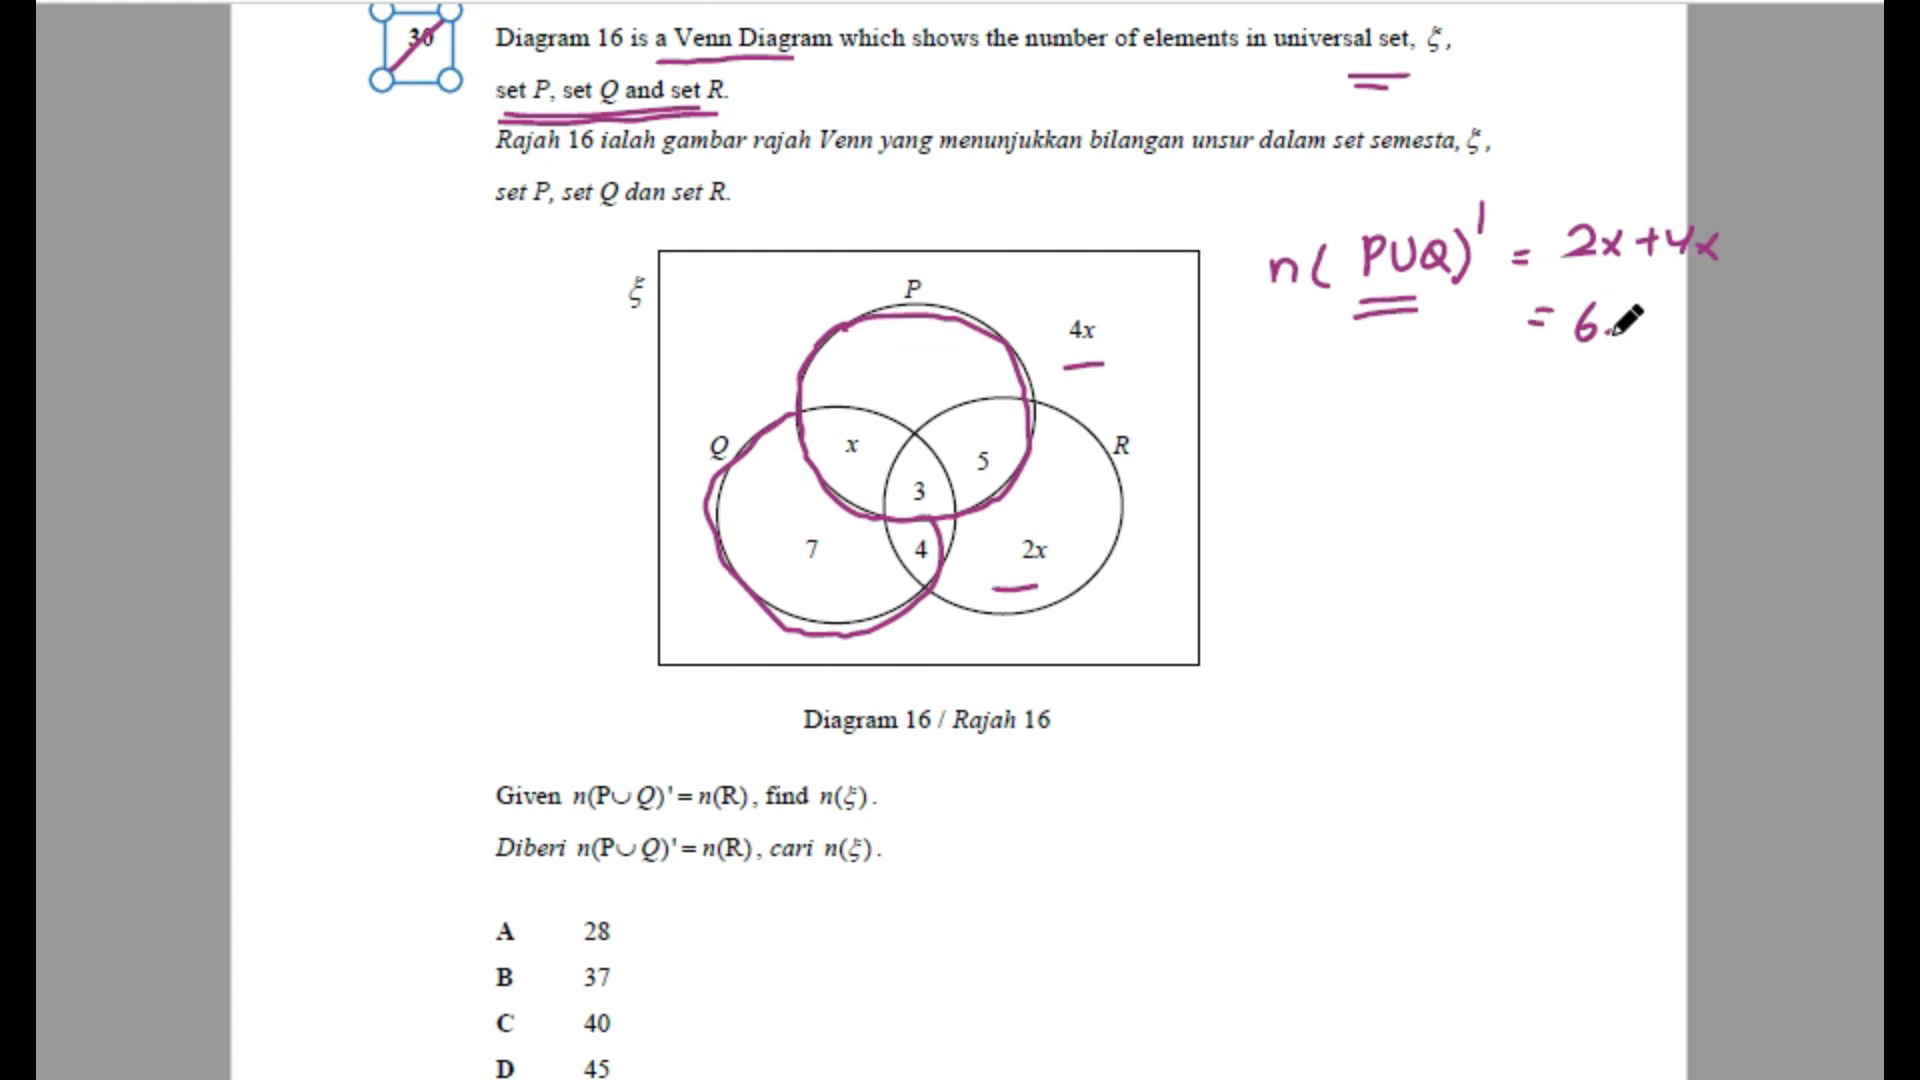 30 Diagram 16 is a Venn Diagram which shows the number of elements in universal set, ξ,
set P, set Q and set R.
Rajah 16 ialah gambar rajah Venn yang menunjukkan bilangan unsur dalam set semesta, ξ,
set P, set Q dan set R.
n(P∪Q)' = 2x+4x
= 6
ξ
P
4x
Q
x
5
R
3
7
4
2x
Diagram 16 / Rajah 16
Given n(P∪Q)'=n(R), find n(ξ).
Diberi n(P∪Q)'=n(R), cari n(ξ).
A 28
B 37
C 40
D 45